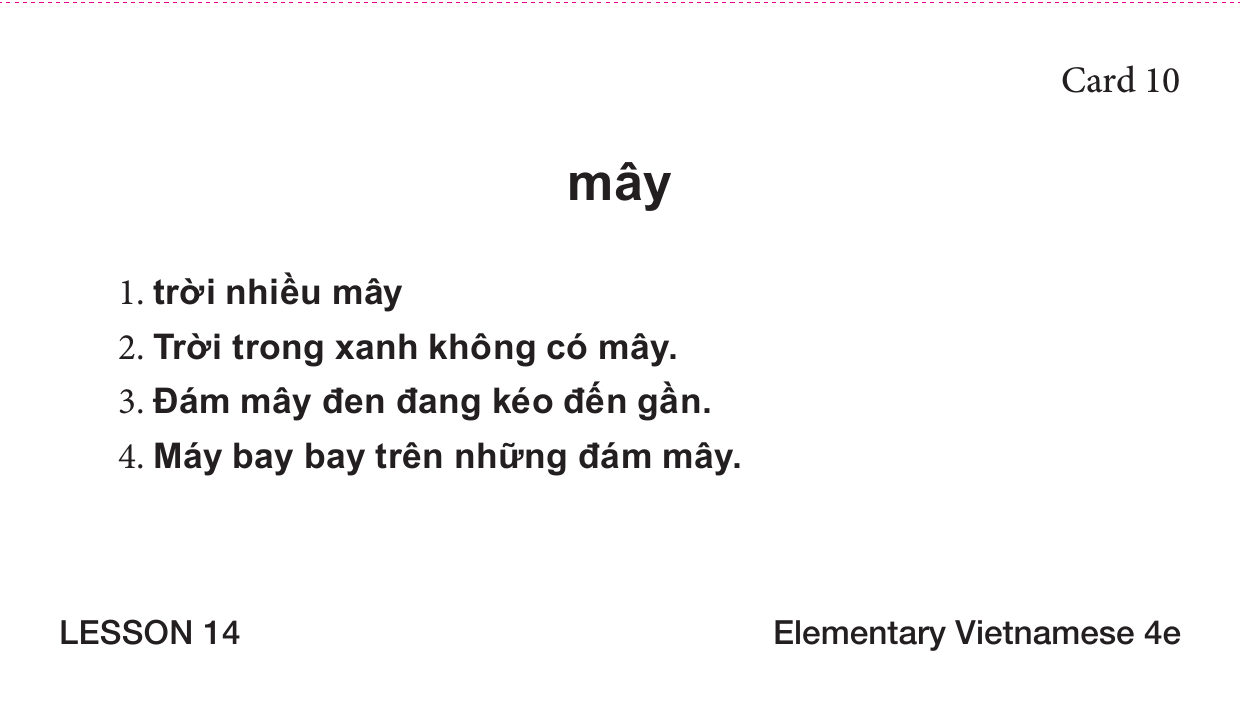 Card 10
mây
1. trời nhiều mây
2. Trời trong xanh không có mây.
3. Đám mây đen đang kéo đến gần.
4. Máy bay bay trên những đám mây.
LESSON 14
Elementary Vietnamese 4e